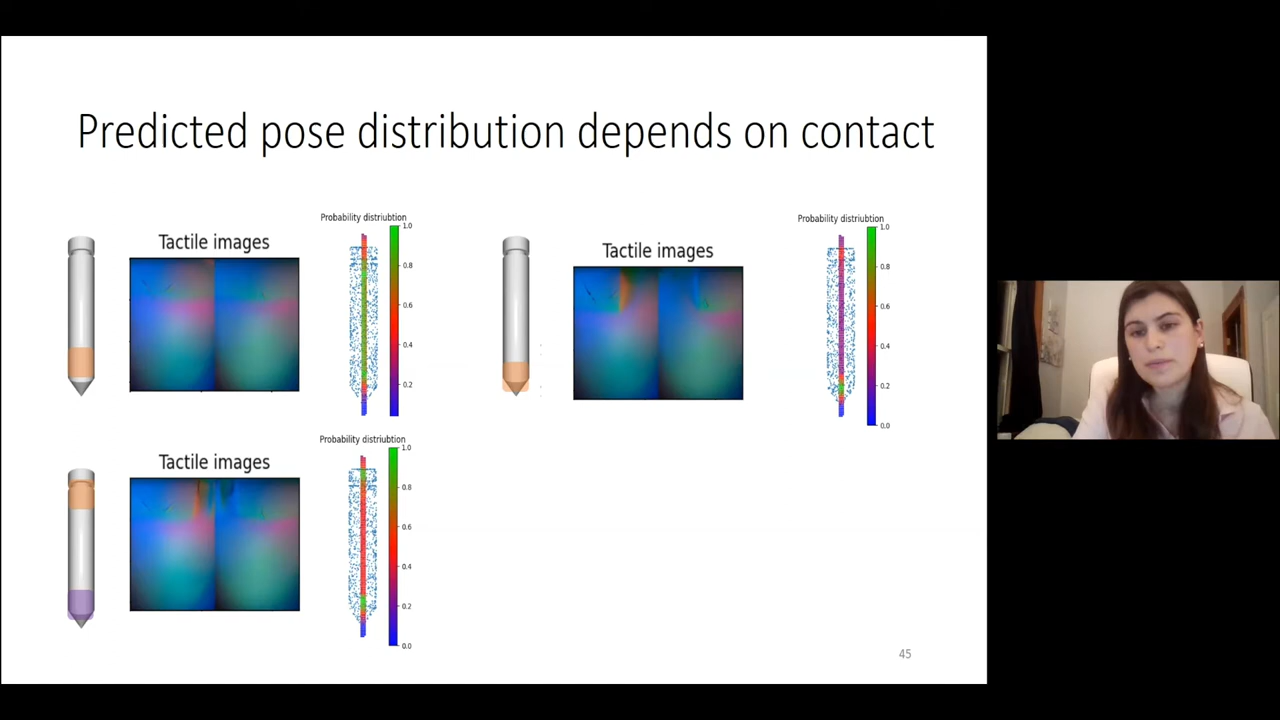 Predicted pose distribution depends on contact
Probability distriubtion
Tactile images
1.0
0.8
0.6
0.4
0.2
Probability distriubtion
Tactile images
1.0
0.8
0.6
0.4
0.2
0.0
Probability distriubtion
Tactile images
1.0
0.8
0.6
0.4
0.2
0.0
45